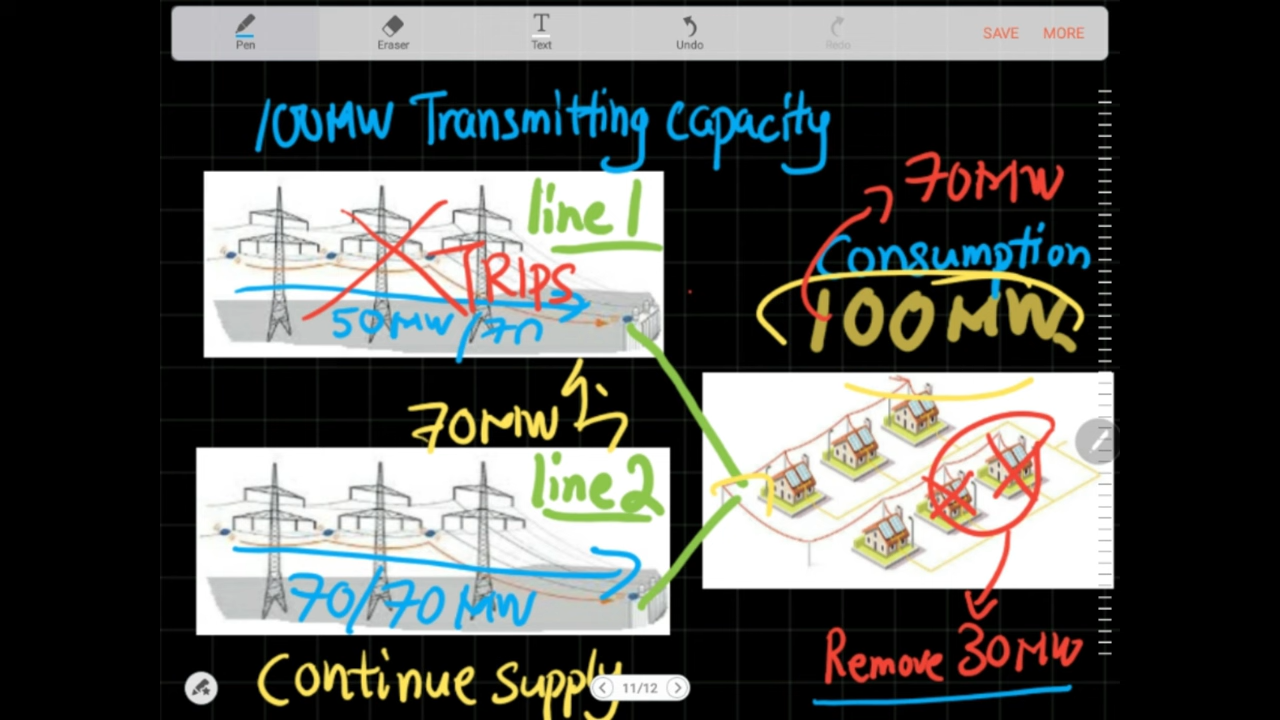 Pen Eraser Text Undo Redo SAVE MORE
100MW Transmitting capacity
70MW
line 1
Consumption
TRIPS
100MW
50MW/70
70MW
line 2
70/70 MW
Remove 30MW
Continue supply
11/12